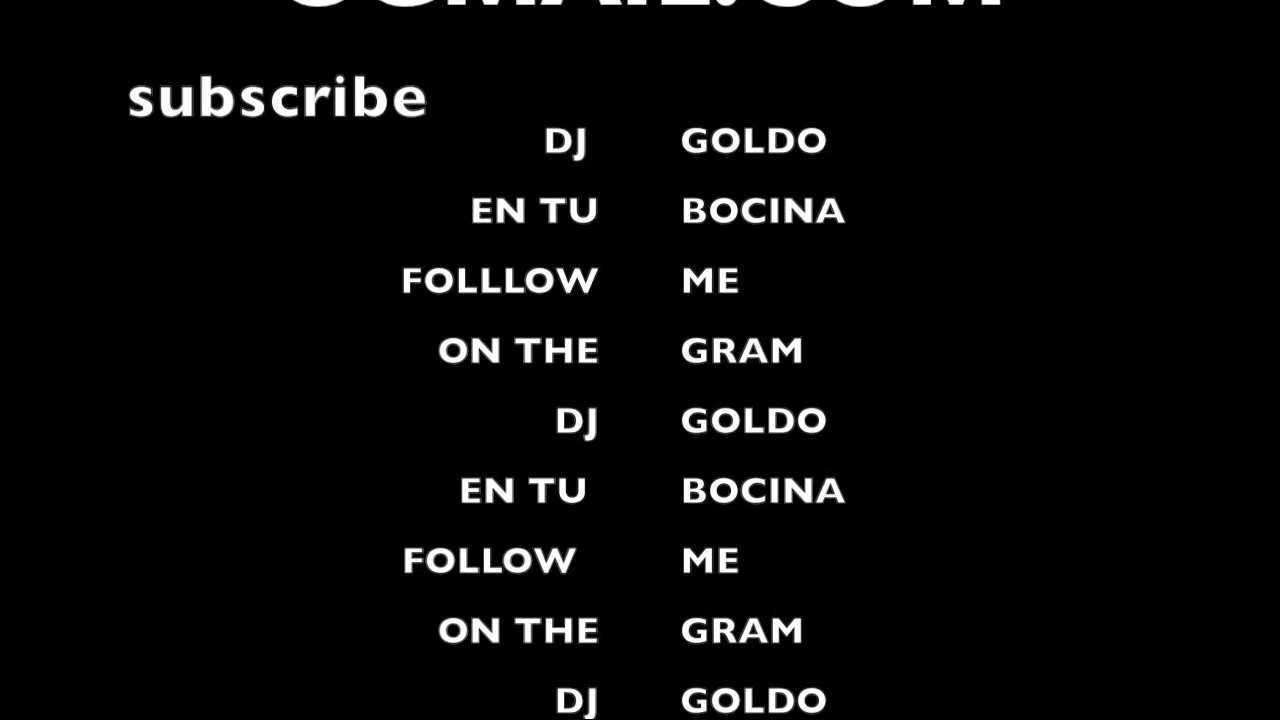 subscribe
DJ GOLDO
EN TU BOCINA
FOLLLOW ME
ON THE GRAM
DJ GOLDO
EN TU BOCINA
FOLLOW ME
ON THE GRAM
DJ GOLDO